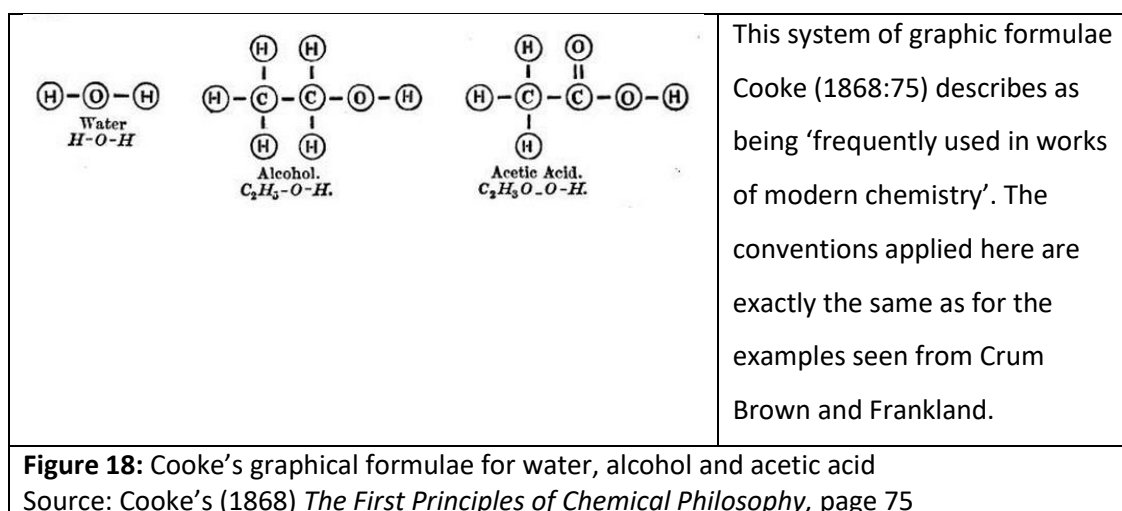 H H
H-C-C-O-H
H H
H O
H-C-C-O-H
H
H-O-H
Water
H-O-H
Alcohol.
C₂H₅-O-H.
Acetic Acid.
C₂H₃O-O-H.
This system of graphic formulae
Cooke (1868:75) describes as
being ‘frequently used in works
of modern chemistry’. The
conventions applied here are
exactly the same as for the
examples seen from Crum
Brown and Frankland.
Figure 18: Cooke’s graphical formulae for water, alcohol and acetic acid
Source: Cooke’s (1868) The First Principles of Chemical Philosophy, page 75